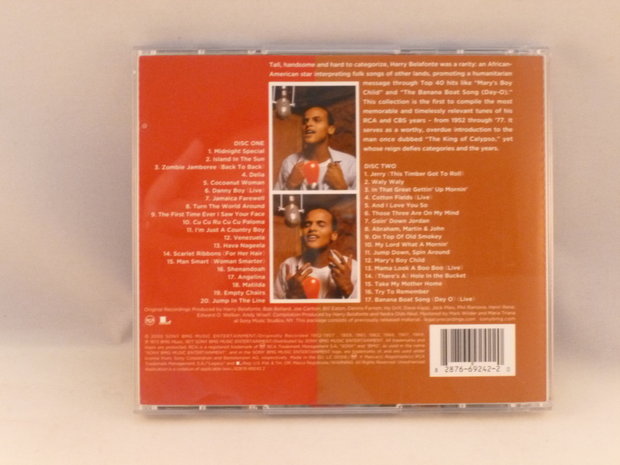 Tall, handsome and hard to categorize, Harry Belafonte was a rarity: an African-
American star interpreting folk songs of other lands, promoting a humanitarian
message through Top 40 hits like "Mary's Boy
Child" and "The Banana Boat Song (Day-O)."
This collection is the first to compile the most
memorable and timelessly relevant tunes of his
RCA and CBS years – from 1952 through '77. It
serves as a worthy, overdue introduction to the
man once dubbed "The King of Calypso," yet
whose reign defies categories and the years.
DISC ONE
1. Midnight Special
2. Island In The Sun
3. Zombie Jamboree (Back To Back)
4. Delia
5. Cocoanut Woman
6. Danny Boy (Live)
7. Jamaica Farewell
8. Turn The World Around
9. The First Time Ever I Saw Your Face
10. Cu Cu Ru Cu Cu Paloma
11. I'm Just A Country Boy
12. Venezuela
13. Hava Nageela
14. Scarlet Ribbons (For Her Hair)
15. Man Smart (Woman Smarter)
16. Shenandoah
17. Angelina
18. Matilda
19. Empty Chairs
20. Jump In The Line
DISC TWO
1. Jerry (This Timber Got To Roll)
2. Waly Waly
3. In That Great Gettin' Up Mornin'
4. Cotton Fields (Live)
5. And I Love You So
6. Those Three Are On My Mind
7. Goin' Down Jordan
8. Abraham, Martin & John
9. On Top Of Old Smokey
10. My Lord What A Mornin'
11. Jump Down, Spin Around
12. Mary's Boy Child
13. Mama Look A Boo Boo (Live)
14. (There's A) Hole In the Bucket
15. Take My Mother Home
16. Try To Remember
17. Banana Boat Song (Day O) (Live)
8 2876-69242-2 0